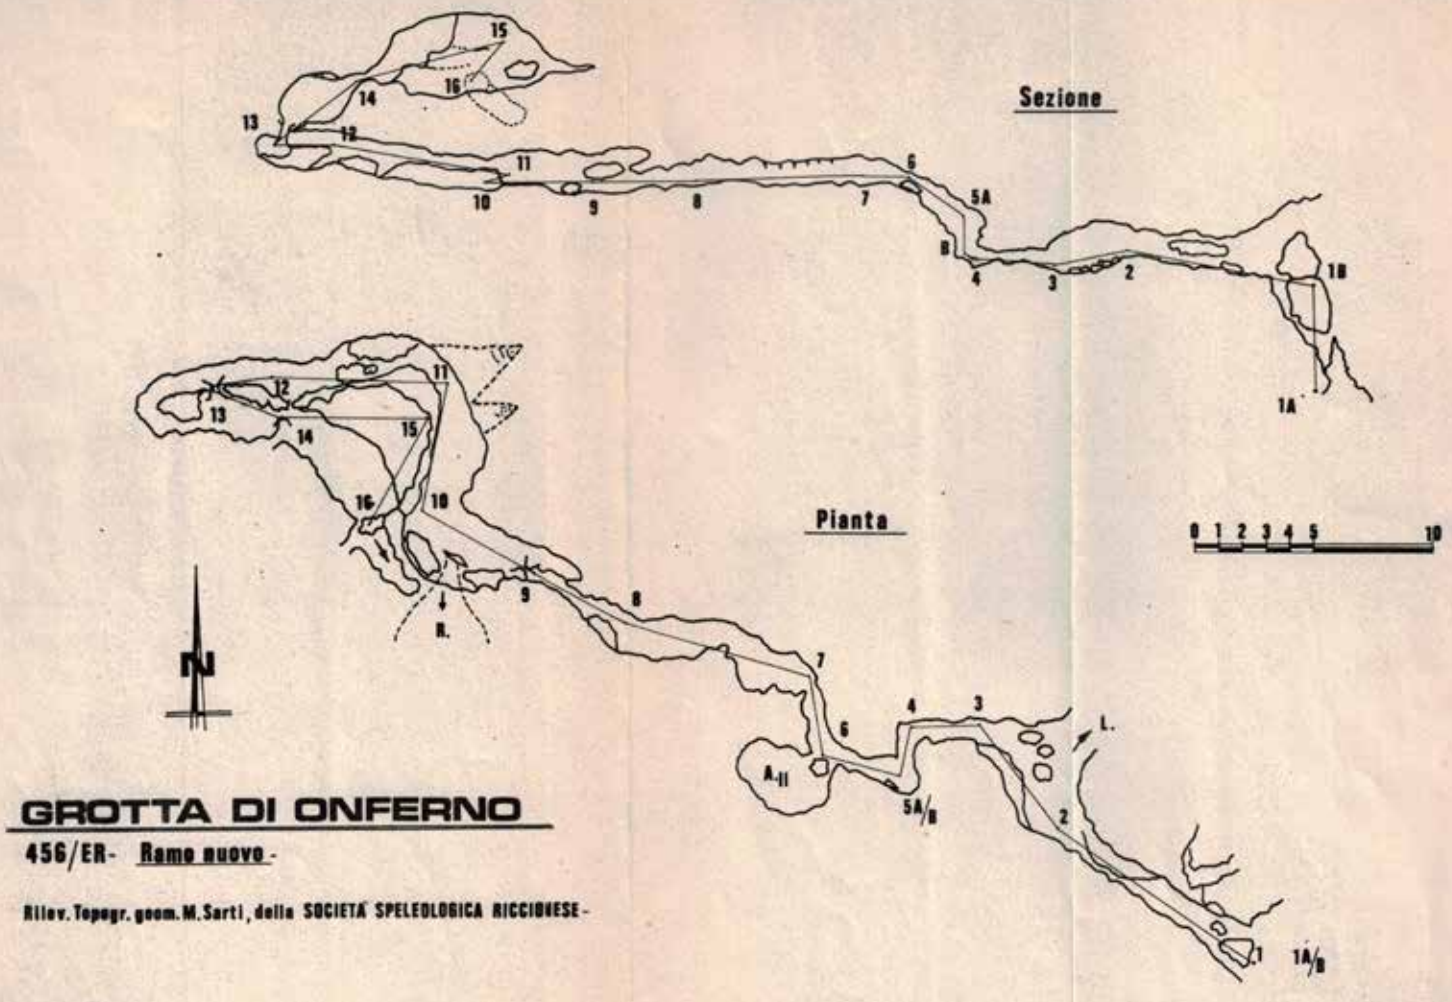 Sezione
15
16
14
13
12
11
10
9
8
7
6
5A
B
4
3
2
1B
1A
Pianta
0 1 2 3 4 5 10
11
12
13
14
15
16
10
9
8
R.
7
6
4
3
L.
A-II
5A/B
2
1
1A/B
N
GROTTA DI ONFERNO
456/ER- Ramo nuovo-
Rilev. Topogr. geom. M. Sarti, della SOCIETÀ SPELEOLOGICA RICCIONESE-